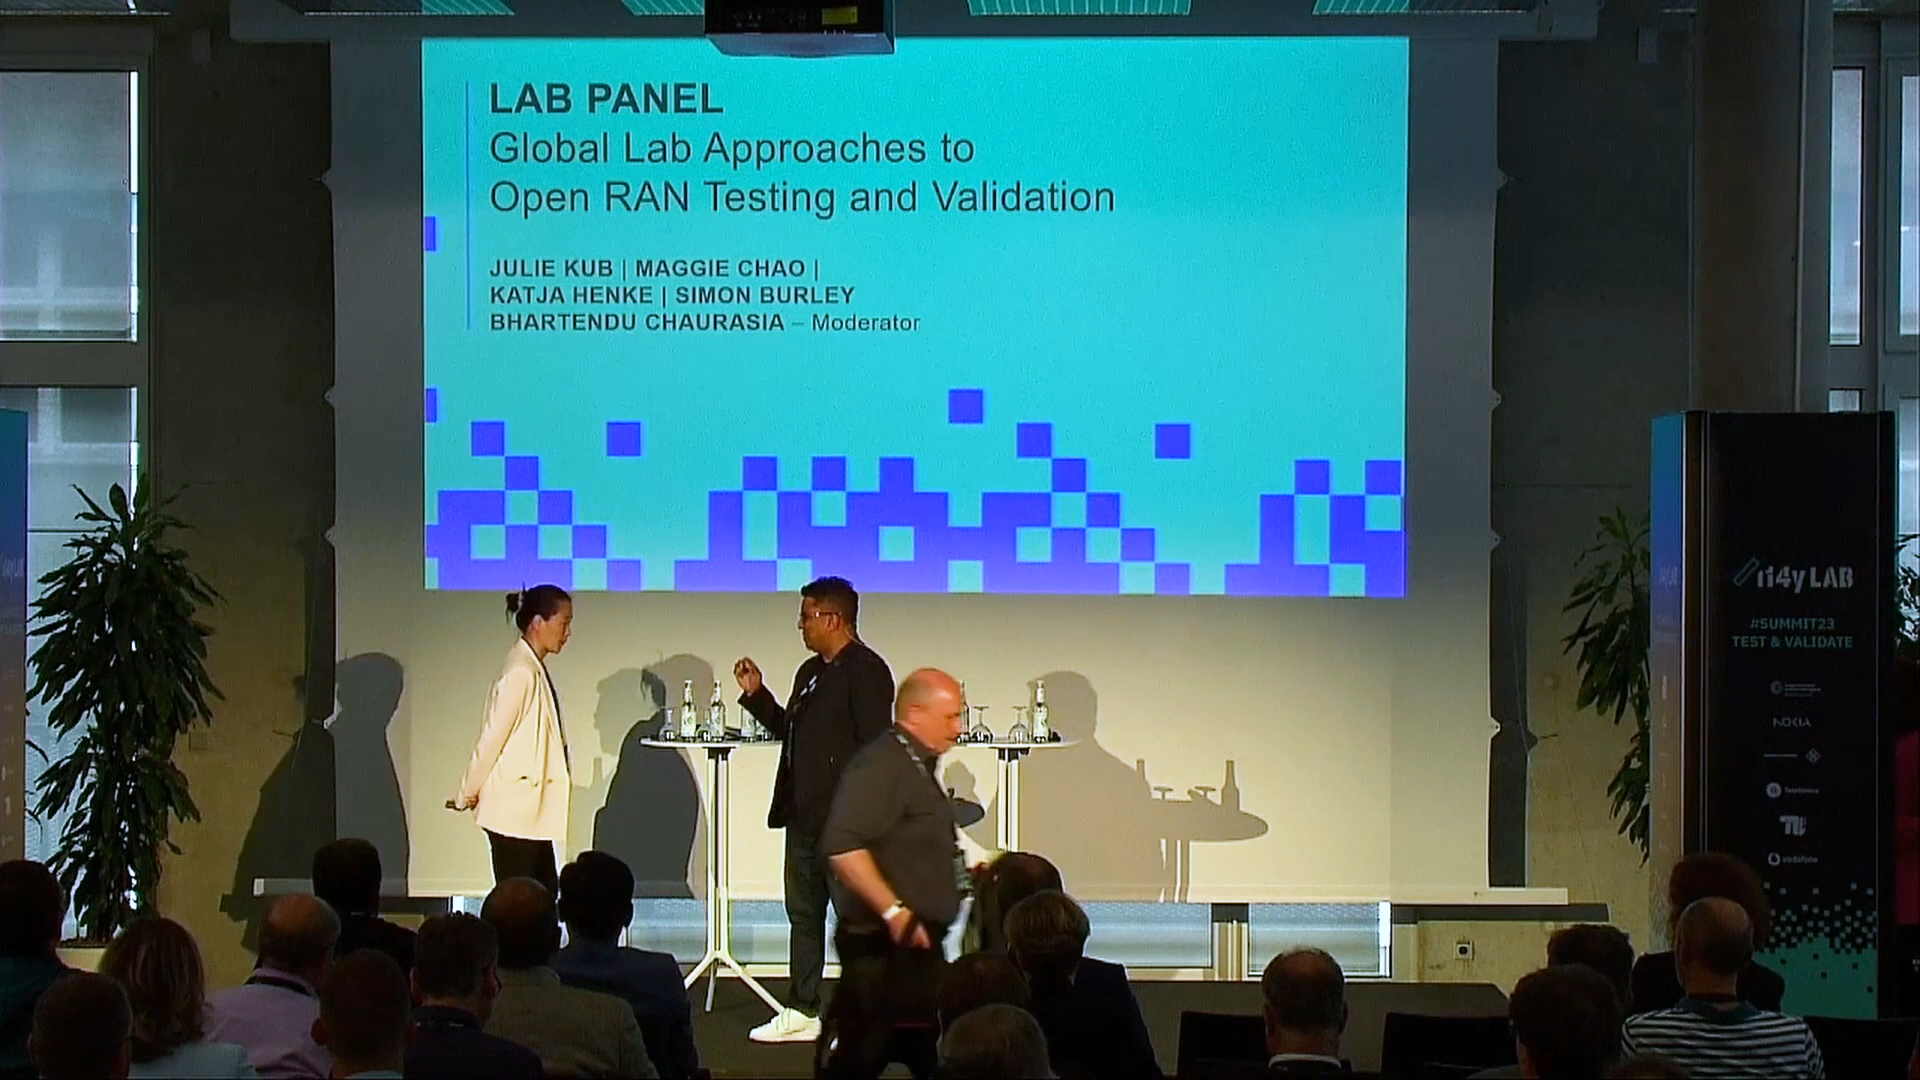 LAB PANEL
Global Lab Approaches to
Open RAN Testing and Validation
JULIE KUB | MAGGIE CHAO |
KATJA HENKE | SIMON BURLEY
BHARTENDU CHAURASIA – Moderator
i14y LAB
#SUMMIT23
TEST & VALIDATE
NOKIA
Telefónica
vodafone